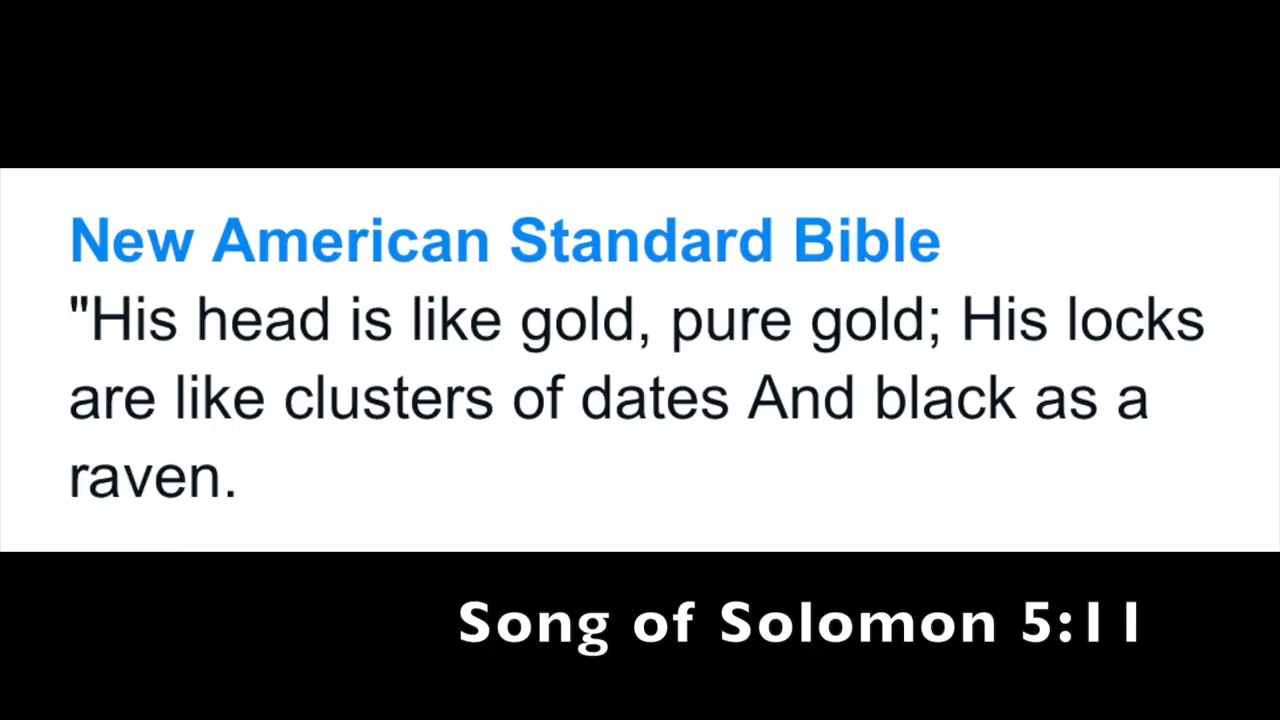 New American Standard Bible
"His head is like gold, pure gold; His locks
are like clusters of dates And black as a
raven.
Song of Solomon 5:11